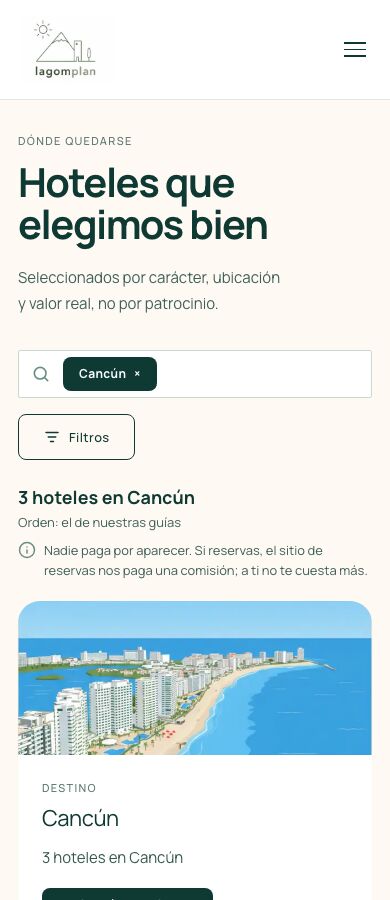 lagomplan
DÓNDE QUEDARSE
Hoteles que
elegimos bien
Seleccionados por carácter, ubicación
y valor real, no por patrocinio.
Cancún ×
Filtros
3 hoteles en Cancún
Orden: el de nuestras guías
Nadie paga por aparecer. Si reservas, el sitio de
reservas nos paga una comisión; a ti no te cuesta más.
DESTINO
Cancún
3 hoteles en Cancún